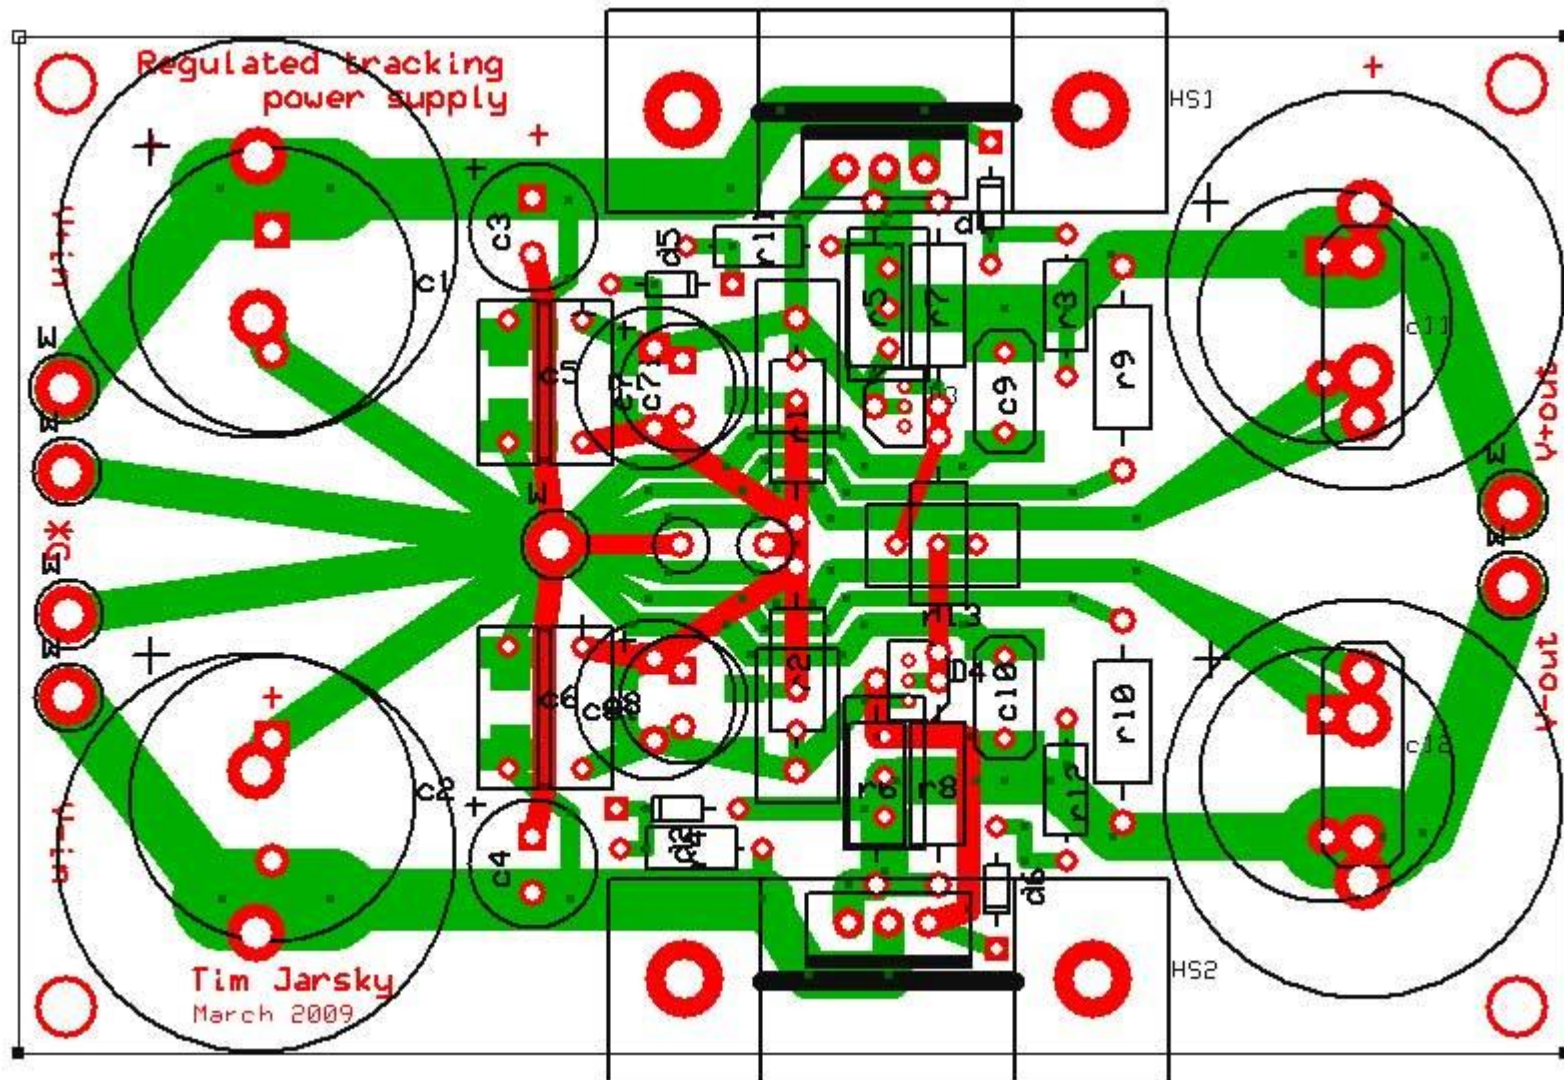 Regulated tracking
power supply
+
+
HS1
+
+
+
c3
d5
r11
V+in
c1
r5
r7
r3
c11
M
c5
c7
r1
c9
r9
V+out
M
M
M
G*
M
M
r13
+
+
r2
D4
c10
r10
V-out
M
+
c6
c12
c2
+
r6
r8
r12
V-in
c4
r4
d6
HS2
Tim Jarsky
March 2009